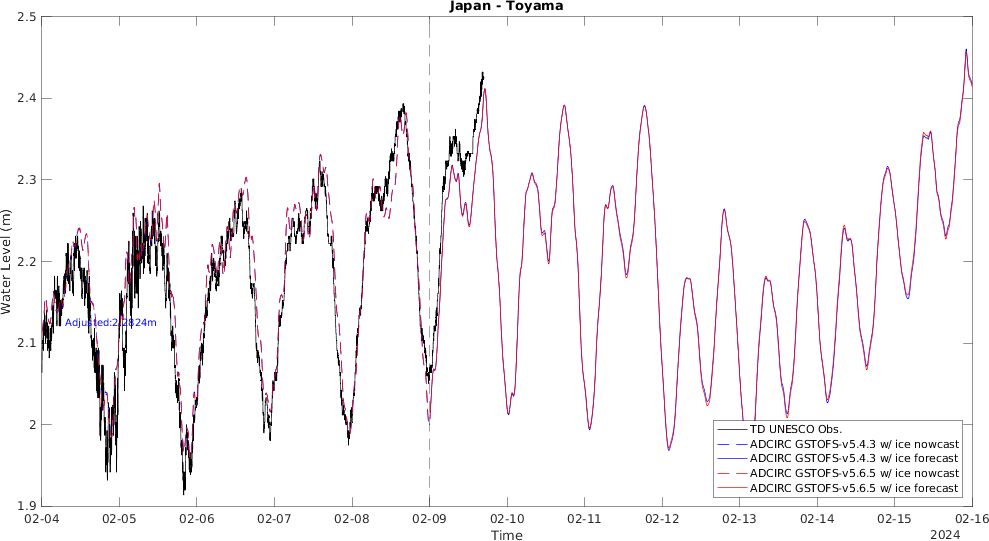 Japan - Toyama
2.5
2.4
2.3
2.2
2.1
2
1.9
Water Level (m)
Adjusted:2.2824m
TD UNESCO Obs.
ADCIRC GSTOFS-v5.4.3 w/ ice nowcast
ADCIRC GSTOFS-v5.4.3 w/ ice forecast
ADCIRC GSTOFS-v5.6.5 w/ ice nowcast
ADCIRC GSTOFS-v5.6.5 w/ ice forecast
02-04 02-05 02-06 02-07 02-08 02-09 02-10 02-11 02-12 02-13 02-14 02-15 02-16
Time
2024